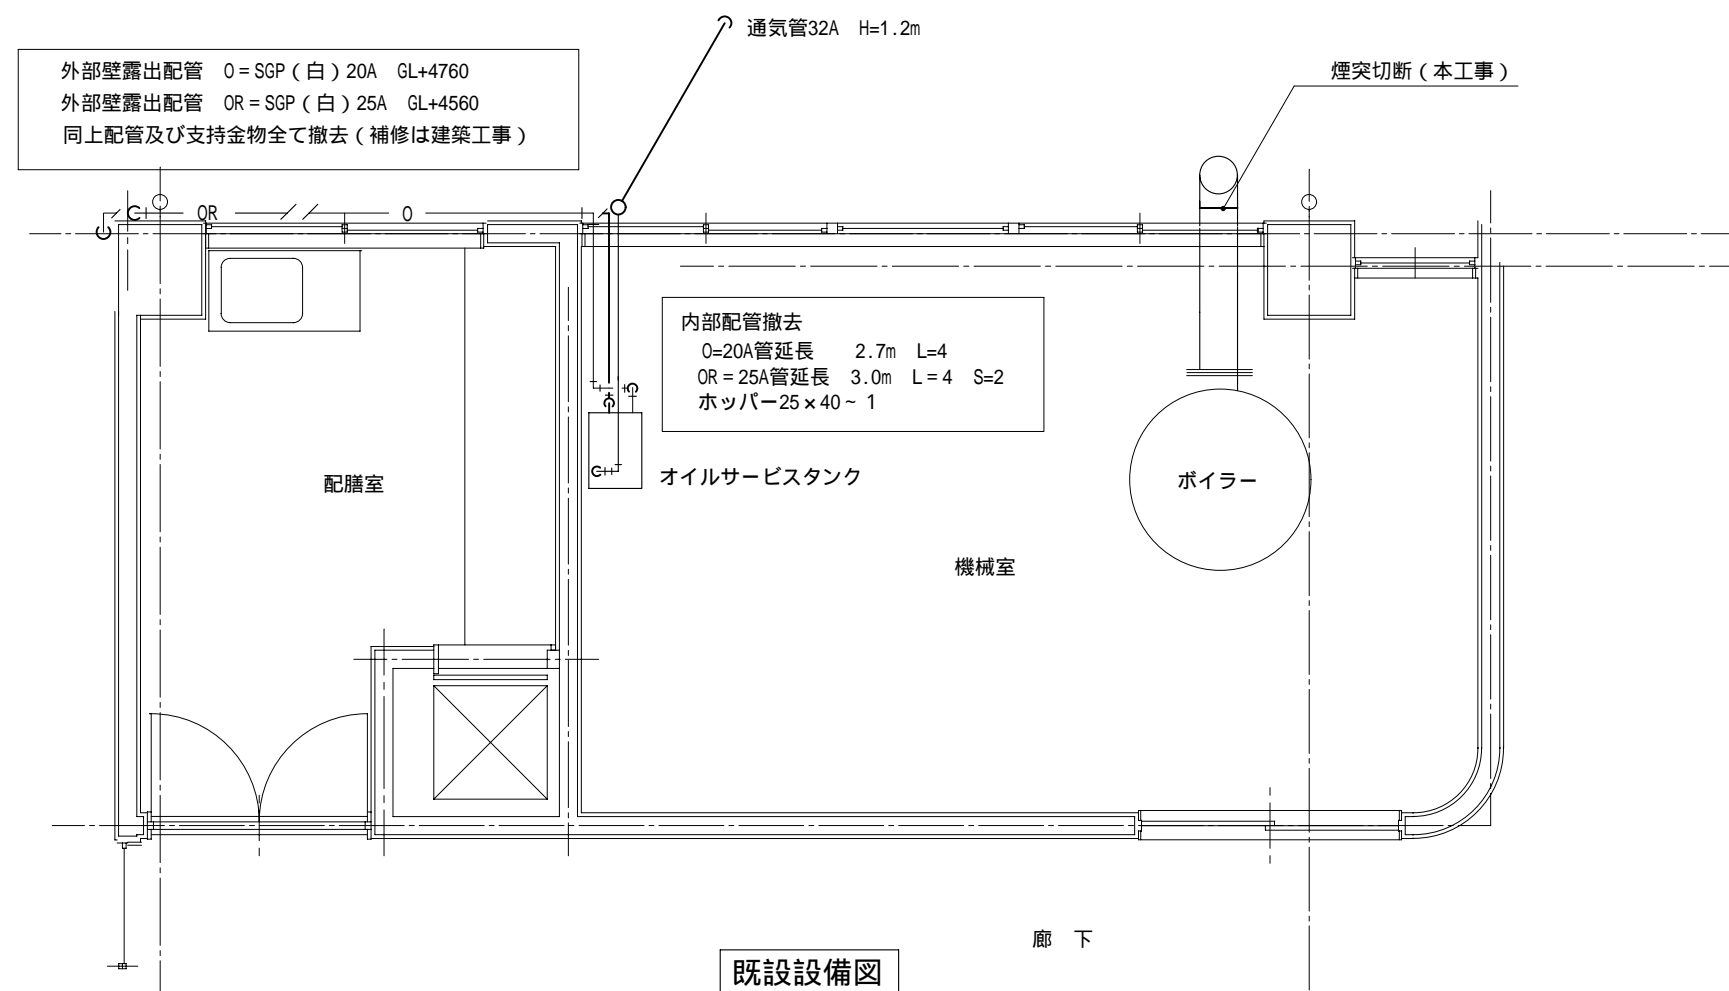 通気管32A H=1.2m
外部壁露出配管 O=SGP(白)20A GL+4760
外部壁露出配管 OR=SGP(白)25A GL+4560
同上配管及び支持金物全て撤去(補修は建築工事)
煙突切断(本工事)
OR
O
内部配管撤去
O=20A管延長 2.7m L=4
OR=25A管延長 3.0m L=4 S=2
ホッパー25×40~1
オイルサービスタンク
配膳室
ボイラー
機械室
廊 下
既設設備図